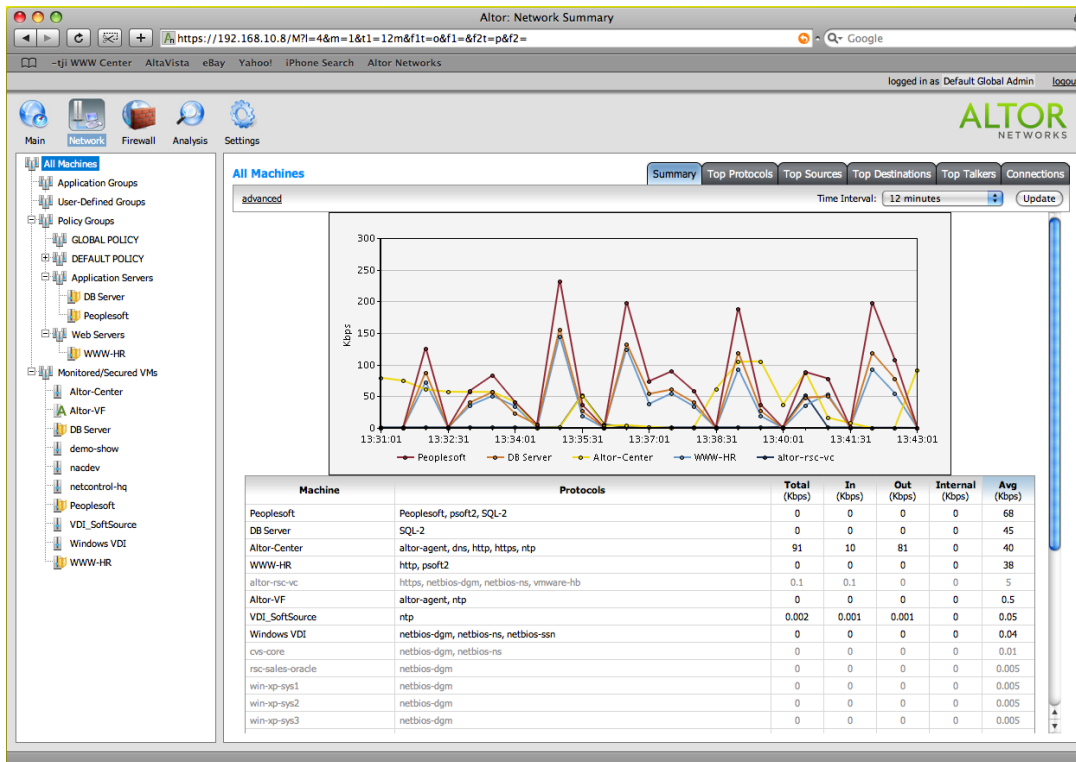 Altor: Network Summary
https://192.168.10.8/M?l=4&m=1&t1=12m&f1t=o&f1=&f2t=p&f2=
Google
~tji WWW Center AltaVista eBay Yahoo! iPhone Search Altor Networks
logged in as Default Global Admin logou
Main Network Firewall Analysis Settings
ALTOR
NETWORKS
All Machines
Application Groups
User-Defined Groups
Policy Groups
GLOBAL POLICY
DEFAULT POLICY
Application Servers
DB Server
Peoplesoft
Web Servers
WWW-HR
Monitored/Secured VMs
Altor-Center
Altor-VF
DB Server
demo-show
nacdev
netcontrol-hq
Peoplesoft
VDI_SoftSource
Windows VDI
WWW-HR
All Machines
Summary Top Protocols Top Sources Top Destinations Top Talkers Connections
advanced Time Interval: 12 minutes Update
300
250
200
150
100
50
0
Kbps
13:31:01 13:32:31 13:34:01 13:35:31 13:37:01 13:38:31 13:40:01 13:41:31 13:43:01
Peoplesoft DB Server Altor-Center WWW-HR altor-rsc-vc
Machine Protocols Total (Kbps) In (Kbps) Out (Kbps) Internal (Kbps) Avg (Kbps)
Peoplesoft Peoplesoft, psoft2, SQL-2 0 0 0 0 68
DB Server SQL-2 0 0 0 0 45
Altor-Center altor-agent, dns, http, https, ntp 91 10 81 0 40
WWW-HR http, psoft2 0 0 0 0 38
altor-rsc-vc https, netbios-dgm, netbios-ns, vmware-hb 0.1 0.1 0 0 5
Altor-VF altor-agent, ntp 0 0 0 0 0.5
VDI_SoftSource ntp 0.002 0.001 0.001 0 0.05
Windows VDI netbios-dgm, netbios-ns, netbios-ssn 0 0 0 0 0.04
cvs-core netbios-dgm, netbios-ns 0 0 0 0 0.01
rsc-sales-oracle netbios-dgm 0 0 0 0 0.005
win-xp-sys1 netbios-dgm 0 0 0 0 0.005
win-xp-sys2 netbios-dgm 0 0 0 0 0.005
win-xp-sys3 netbios-dgm 0 0 0 0 0.005